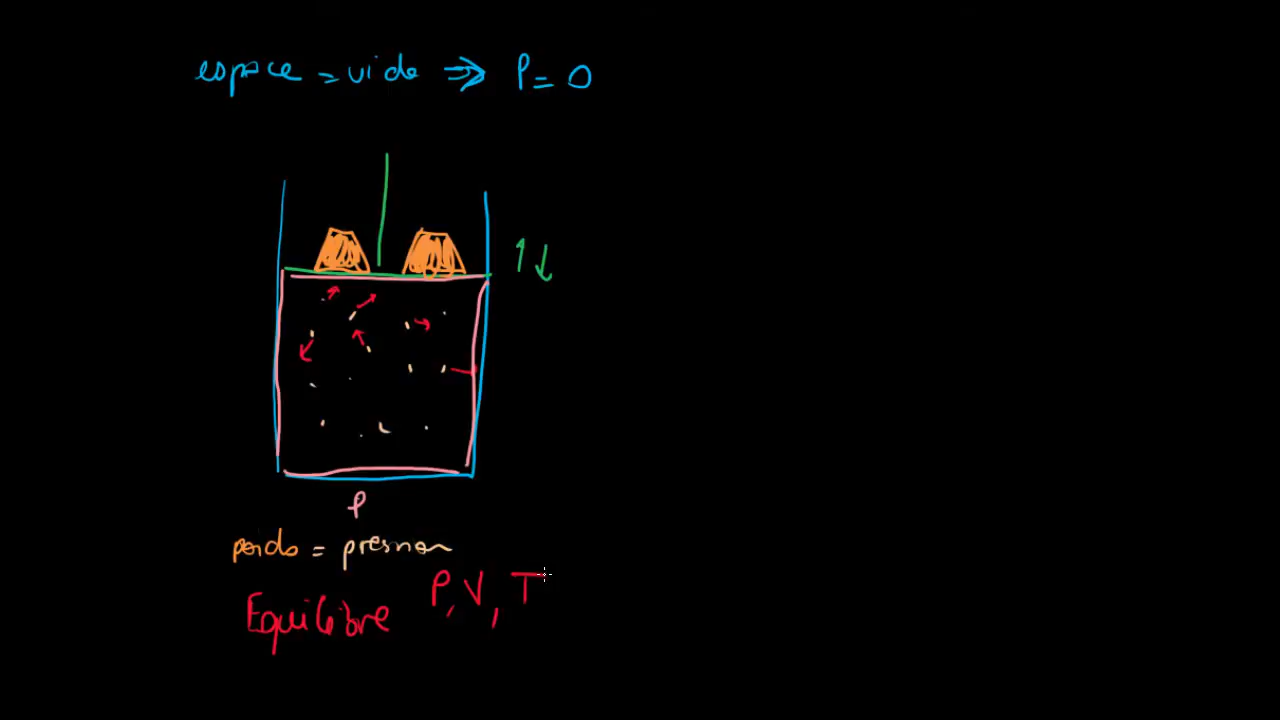 espace = vide ⇒ P = 0
↑↓
P
poids = pression
P, V, T
Equilibre